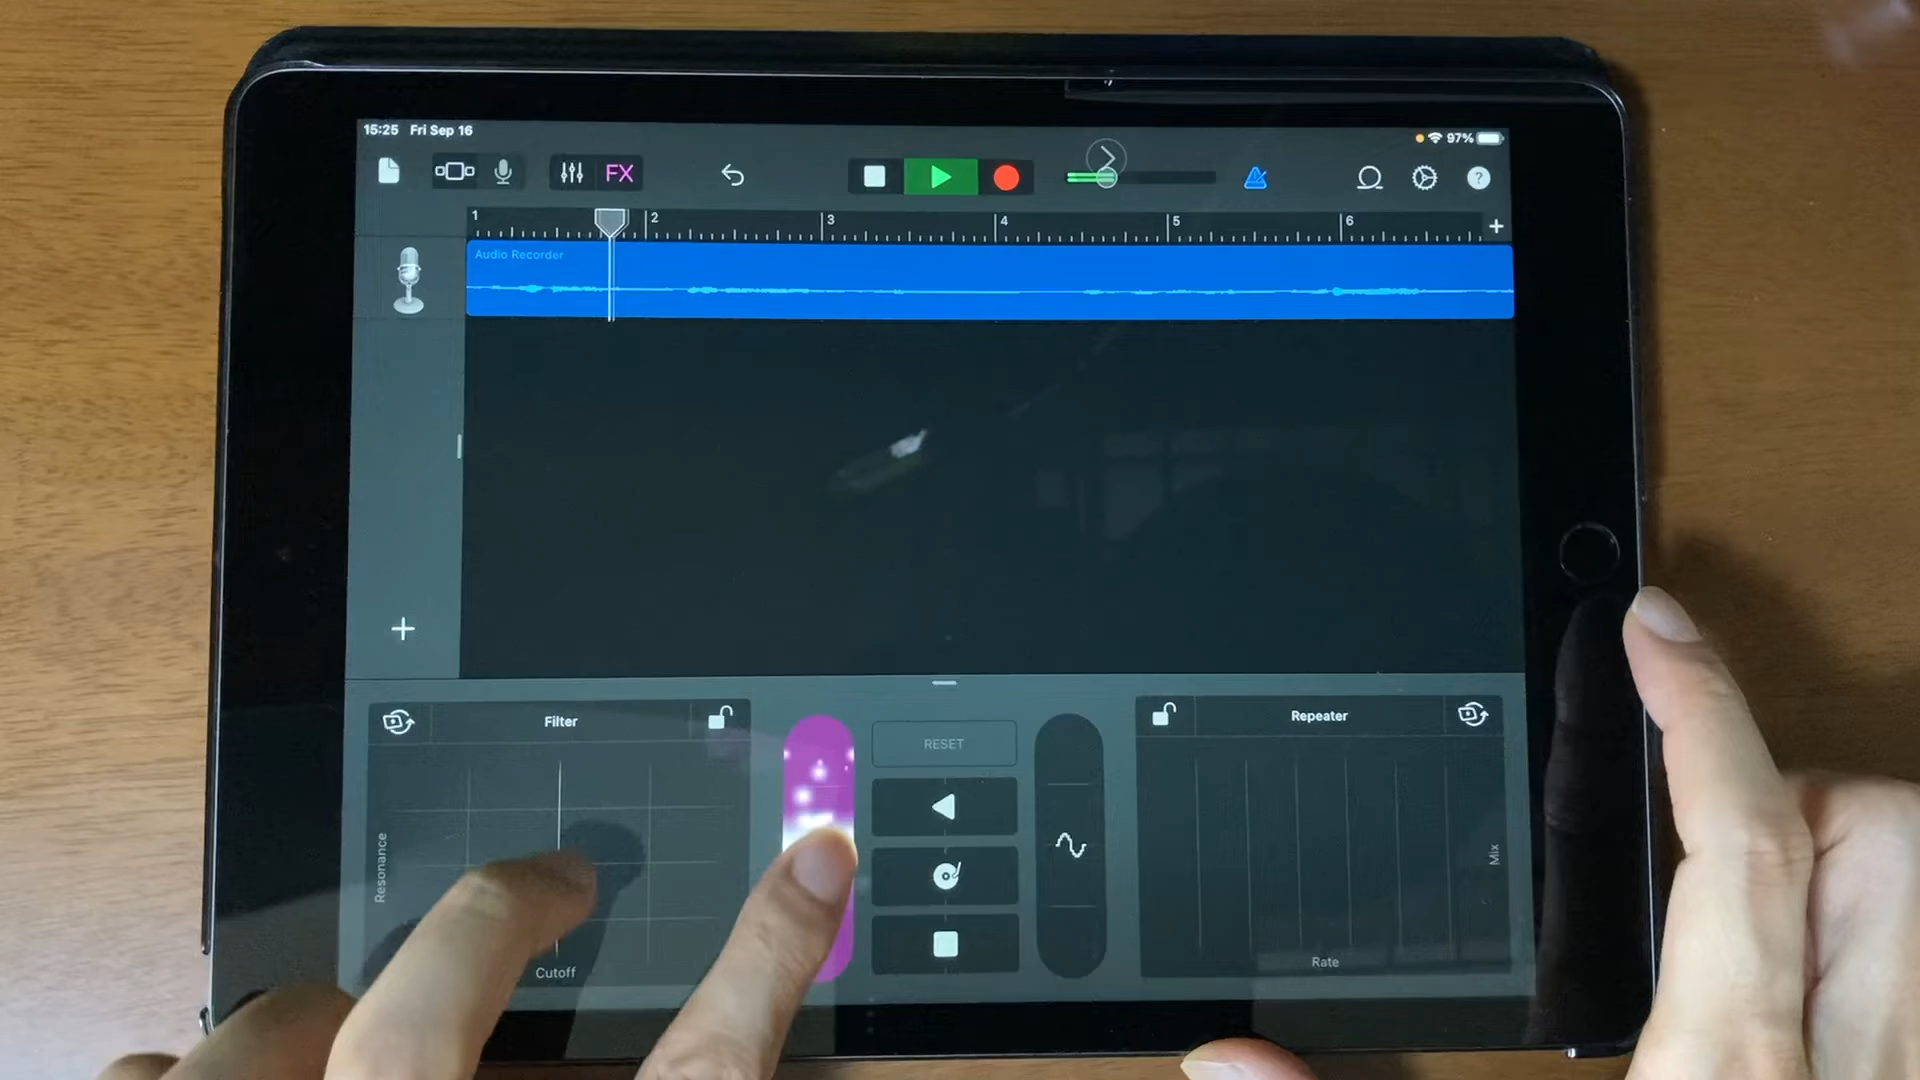 15:25 Fri Sep 16
97%
FX
?
1 2 3 4 5 6
Audio Recorder
Filter
Resonance
Cutoff
RESET
Repeater
Mix
Rate